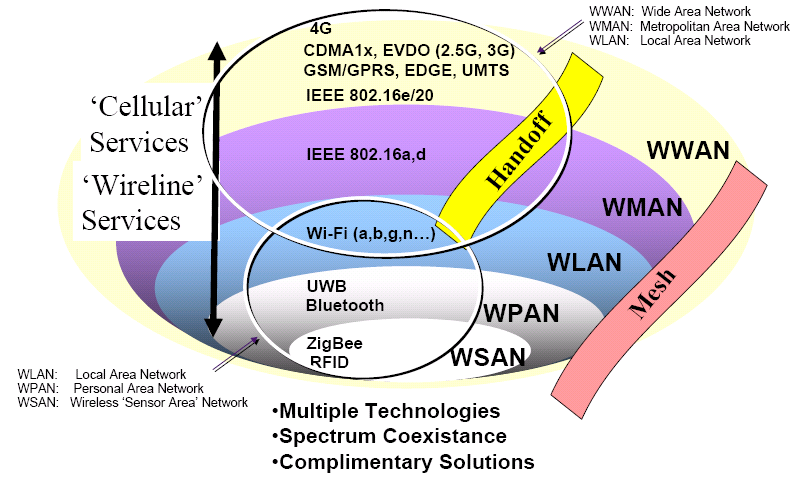 WWAN: Wide Area Network
WMAN: Metropolitan Area Network
WLAN: Local Area Network
4G
CDMA1x, EVDO (2.5G, 3G)
GSM/GPRS, EDGE, UMTS
IEEE 802.16e/20
‘Cellular’
Services
‘Wireline’
Services
IEEE 802.16a,d
Handoff
WWAN
WMAN
Wi-Fi (a,b,g,n...)
WLAN
Mesh
UWB
Bluetooth
WPAN
ZigBee
RFID
WSAN
WLAN: Local Area Network
WPAN: Personal Area Network
WSAN: Wireless ‘Sensor Area’ Network
•Multiple Technologies
•Spectrum Coexistance
•Complimentary Solutions